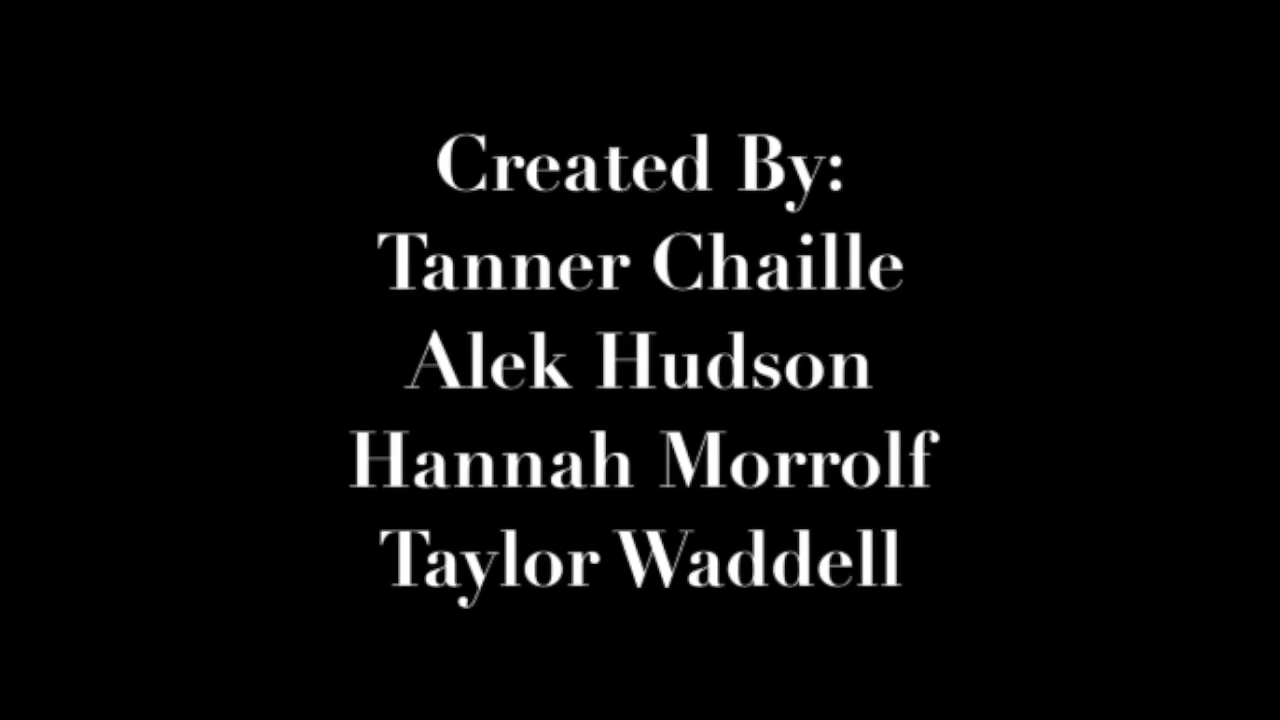 Created By:
Tanner Chaille
Alek Hudson
Hannah Morrolf
Taylor Waddell